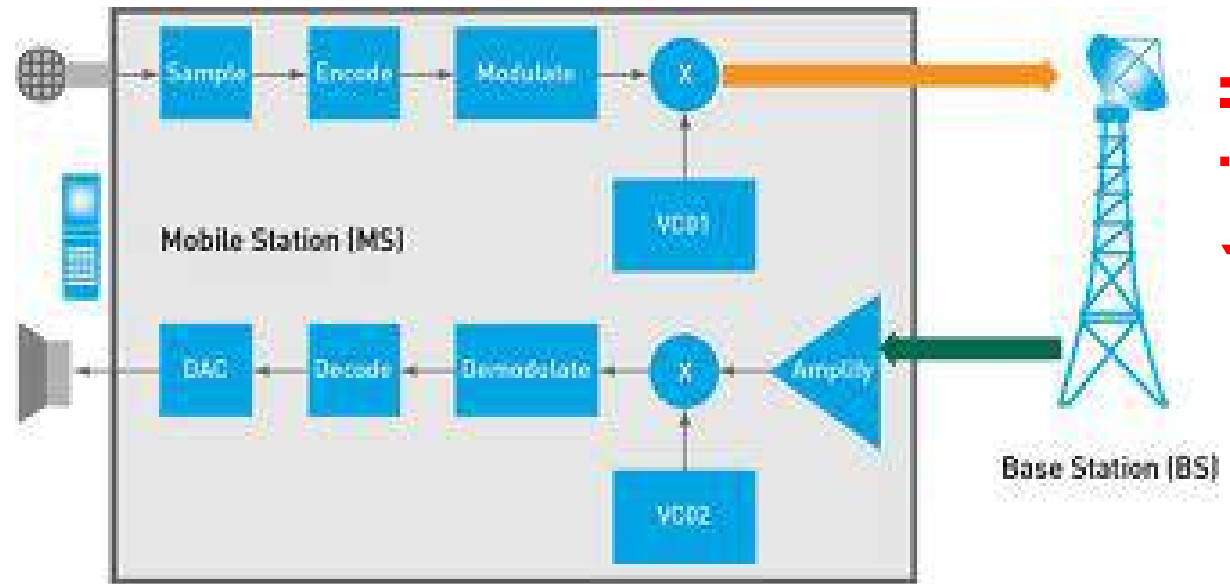 Sample
Encode
Modulate
X
VCO1
Mobile Station (MS)
DAC
Decode
Demodulate
X
Amplify
VCO2
Base Station (BS)